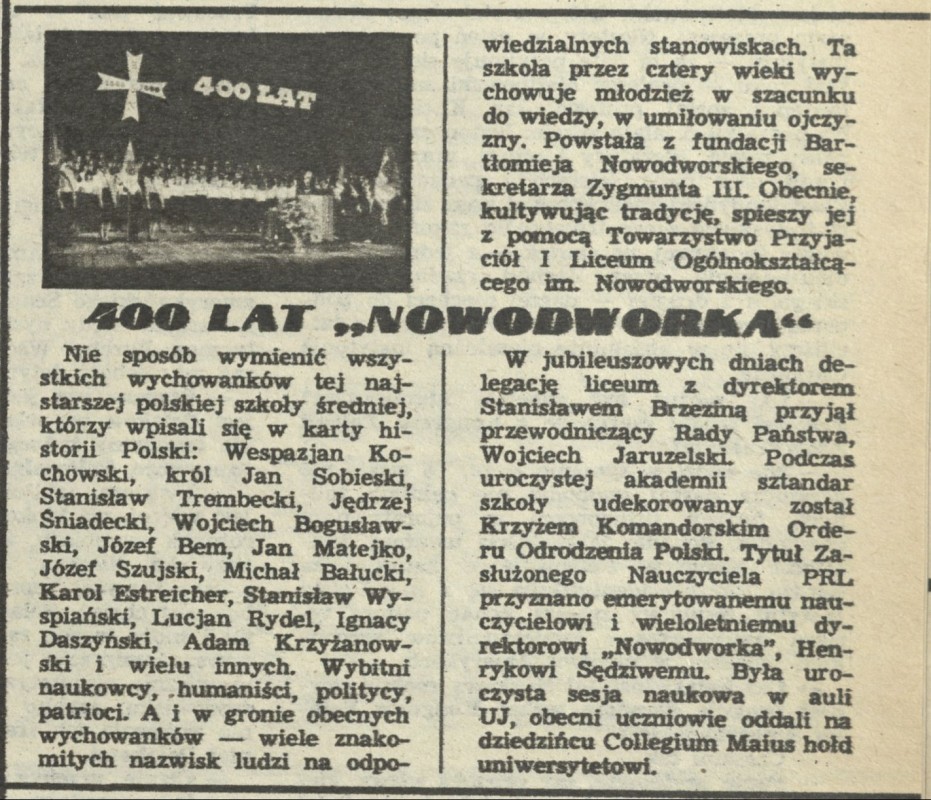 400 LAT
400 LAT „NOWODWORKA“
Nie sposób wymienić wszy-
stkich wychowanków tej naj-
starszej polskiej szkoły średniej,
którzy wpisali się w karty hi-
storii Polski: Wespazjan Ko-
chowski, król Jan Sobieski,
Stanisław Trembecki, Jędrzej
Śniadecki, Wojciech Bogusław-
ski, Józef Bem, Jan Matejko,
Józef Szujski, Michał Bałucki,
Karol Estreicher, Stanisław Wy-
spiański, Lucjan Rydel, Ignacy
Daszyński, Adam Krzyżanow-
ski i wielu innych. Wybitni
naukowcy, humaniści, politycy,
patrioci. A i w gronie obecnych
wychowanków — wiele znako-
mitych nazwisk ludzi na odpo-
wiedzialnych stanowiskach. Ta
szkoła przez cztery wieki wy-
chowuje młodzież w szacunku
do wiedzy, w umiłowaniu ojczy-
zny. Powstała z fundacji Bar-
tłomieja Nowodworskiego, se-
kretarza Zygmunta III. Obecnie,
kultywując tradycję, spieszy jej
z pomocą Towarzystwo Przyja-
ciół I Liceum Ogólnokształcą-
cego im. Nowodworskiego.
W jubileuszowych dniach de-
legację liceum z dyrektorem
Stanisławem Brzeziną przyjął
przewodniczący Rady Państwa,
Wojciech Jaruzelski. Podczas
uroczystej akademii sztandar
szkoły udekorowany został
Krzyżem Komandorskim Orde-
ru Odrodzenia Polski. Tytuł Za-
służonego Nauczyciela PRL
przyznano emerytowanemu nau-
czycielowi i wieloletniemu dy-
rektorowi „Nowodworka”, Hen-
rykowi Sędziwemu. Była uro-
czysta sesja naukowa w auli
UJ, obecni uczniowie oddali na
dziedzińcu Collegium Maius hołd
uniwersytetowi.